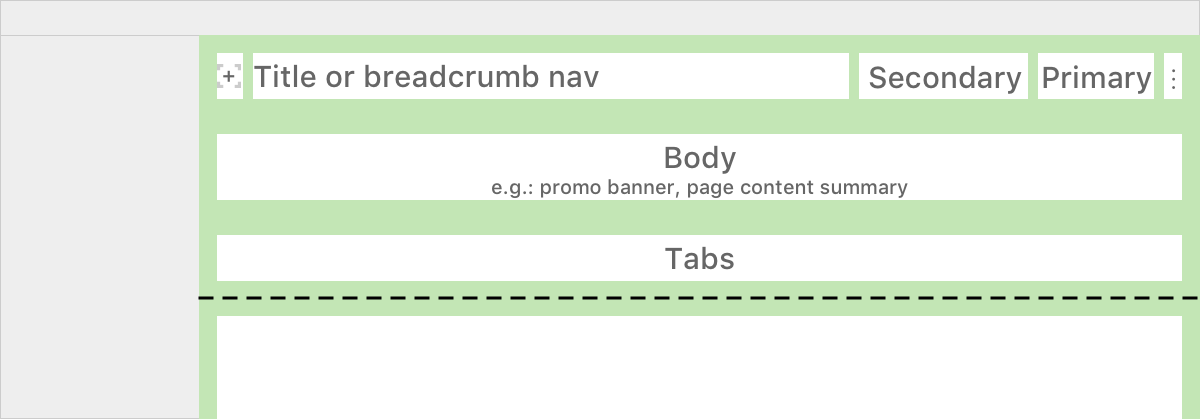 + Title or breadcrumb nav Secondary Primary ⋮
Body
e.g.: promo banner, page content summary
Tabs